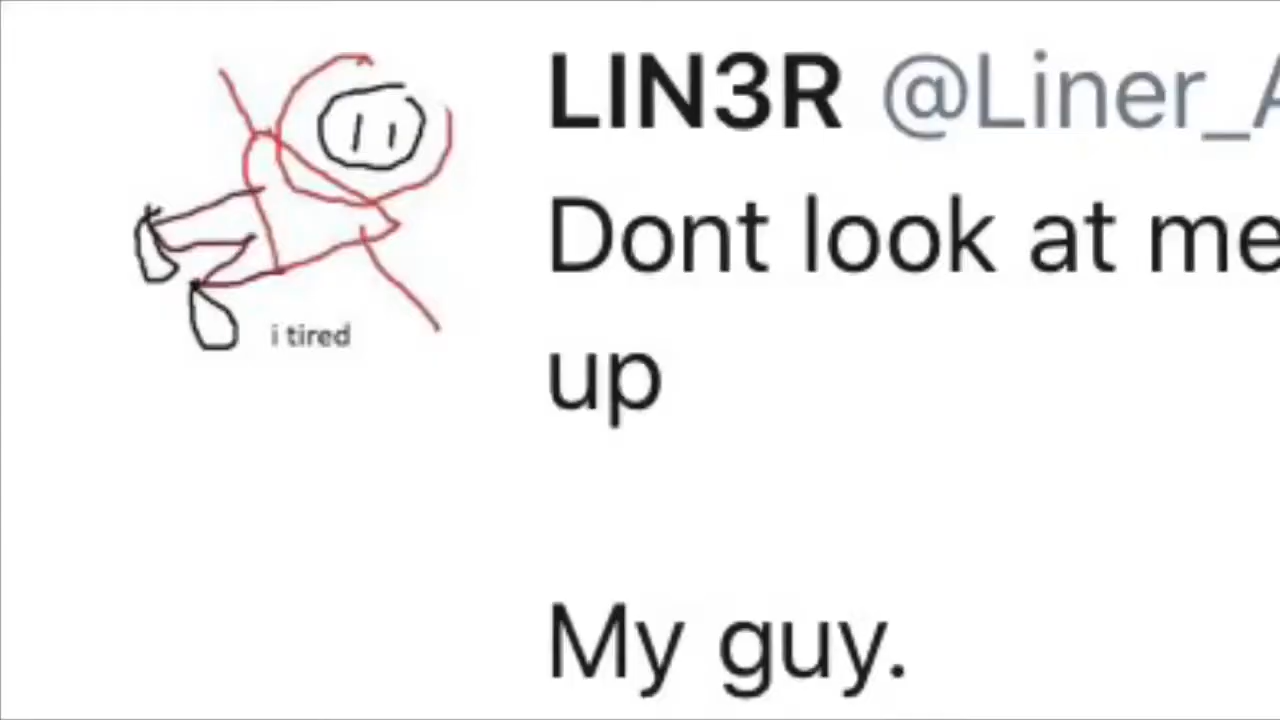 LIN3R @Liner_
Dont look at me
up
My guy.
i tired